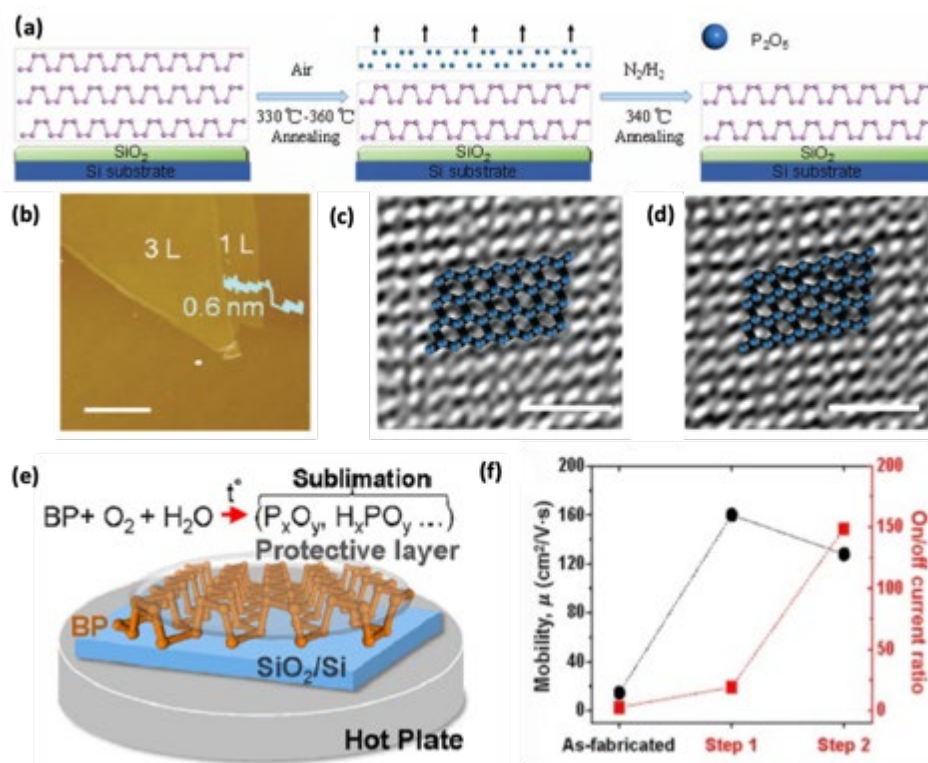 (a)
P₂O₅
Air
330 ℃-360 ℃
Annealing
N₂/H₂
340 ℃
Annealing
SiO₂
Si substrate
SiO₂
Si substrate
SiO₂
Si substrate
(b)
3 L
1 L
0.6 nm
(c)
(d)
(e)
Sublimation
BP+ O₂ + H₂O
t°
(PₓOᵧ, HₓPOᵧ ...)
Protective layer
BP
SiO₂/Si
Hot Plate
(f)
Mobility, μ (cm²/V·s)
200
160
120
80
40
0
200
150
100
50
0
On/off current ratio
As-fabricated
Step 1
Step 2